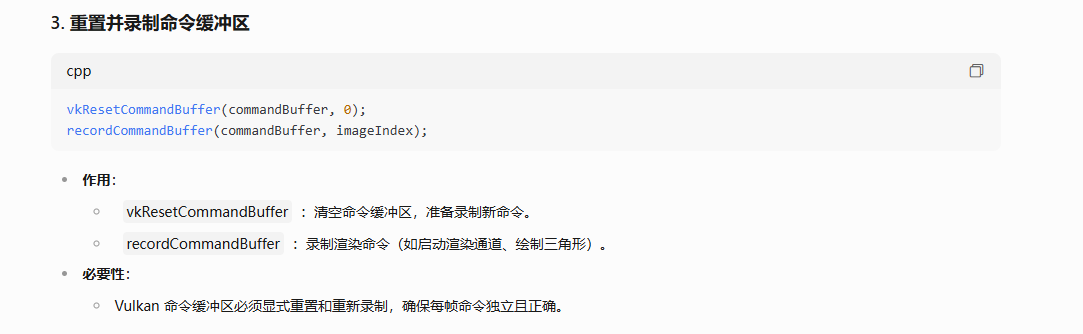 3. 重置并录制命令缓冲区
cpp
vkResetCommandBuffer(commandBuffer, 0);
recordCommandBuffer(commandBuffer, imageIndex);
作用：
vkResetCommandBuffer ：清空命令缓冲区，准备录制新命令。
recordCommandBuffer ：录制渲染命令（如启动渲染通道、绘制三角形）。
必要性：
Vulkan 命令缓冲区必须显式重置和重新录制，确保每帧命令独立且正确。